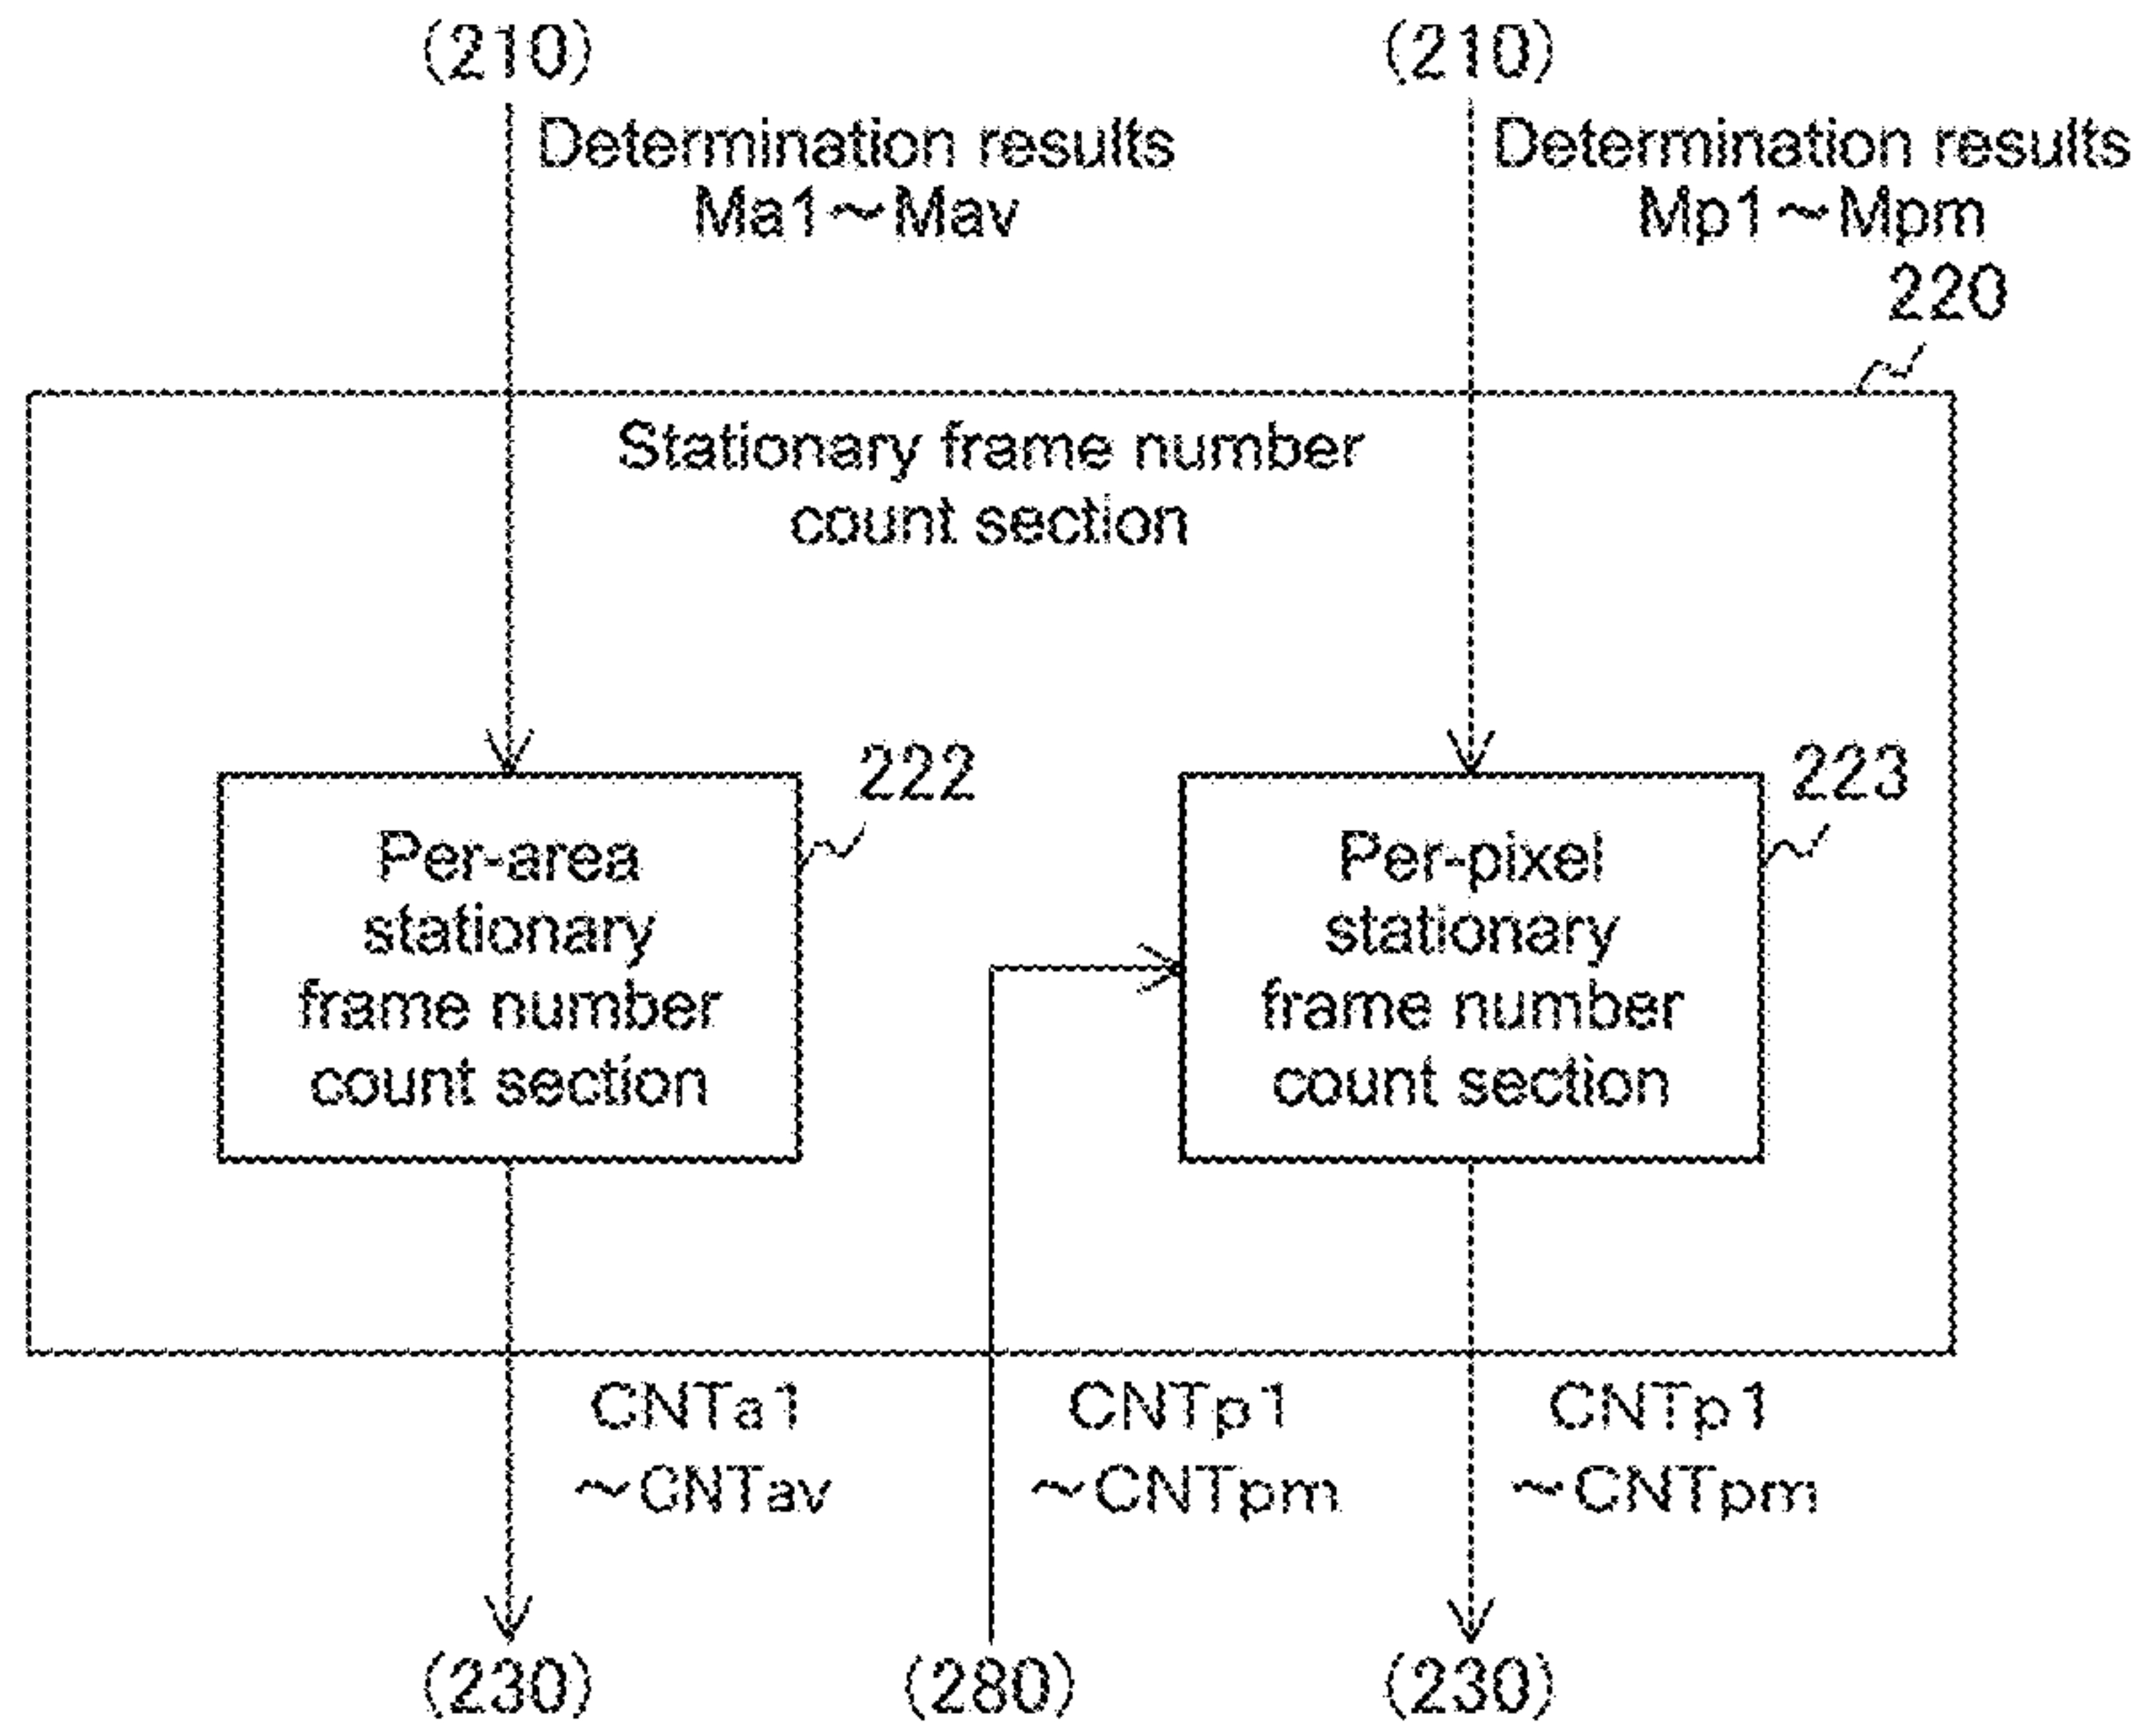 (210)
(210)
Determination results
Ma1～Mav
Determination results
Mp1～Mpm
220
Stationary frame number
count section
222
223
Per-area
stationary
frame number
count section
Per-pixel
stationary
frame number
count section
CNTa1
～CNTav
CNTp1
～CNTpm
CNTp1
～CNTpm
(230)
(280)
(230)